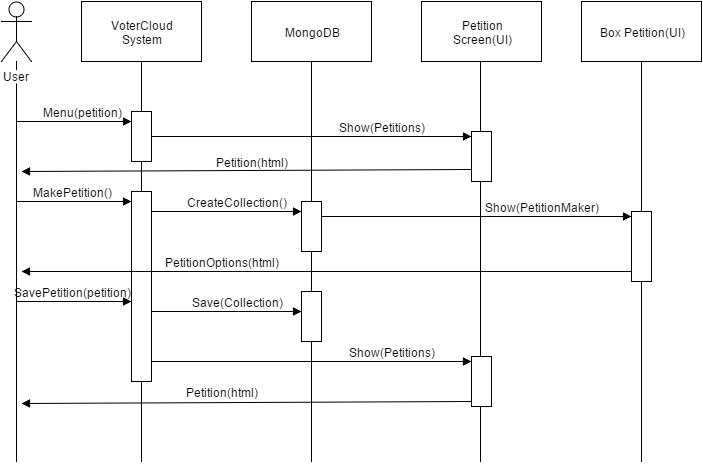 VoterCloud
System
MongoDB
Petition
Screen(UI)
Box Petition(UI)
User
Menu(petition)
Show(Petitions)
Petition(html)
MakePetition()
CreateCollection()
Show(PetitionMaker)
PetitionOptions(html)
SavePetition(petition)
Save(Collection)
Show(Petitions)
Petition(html)